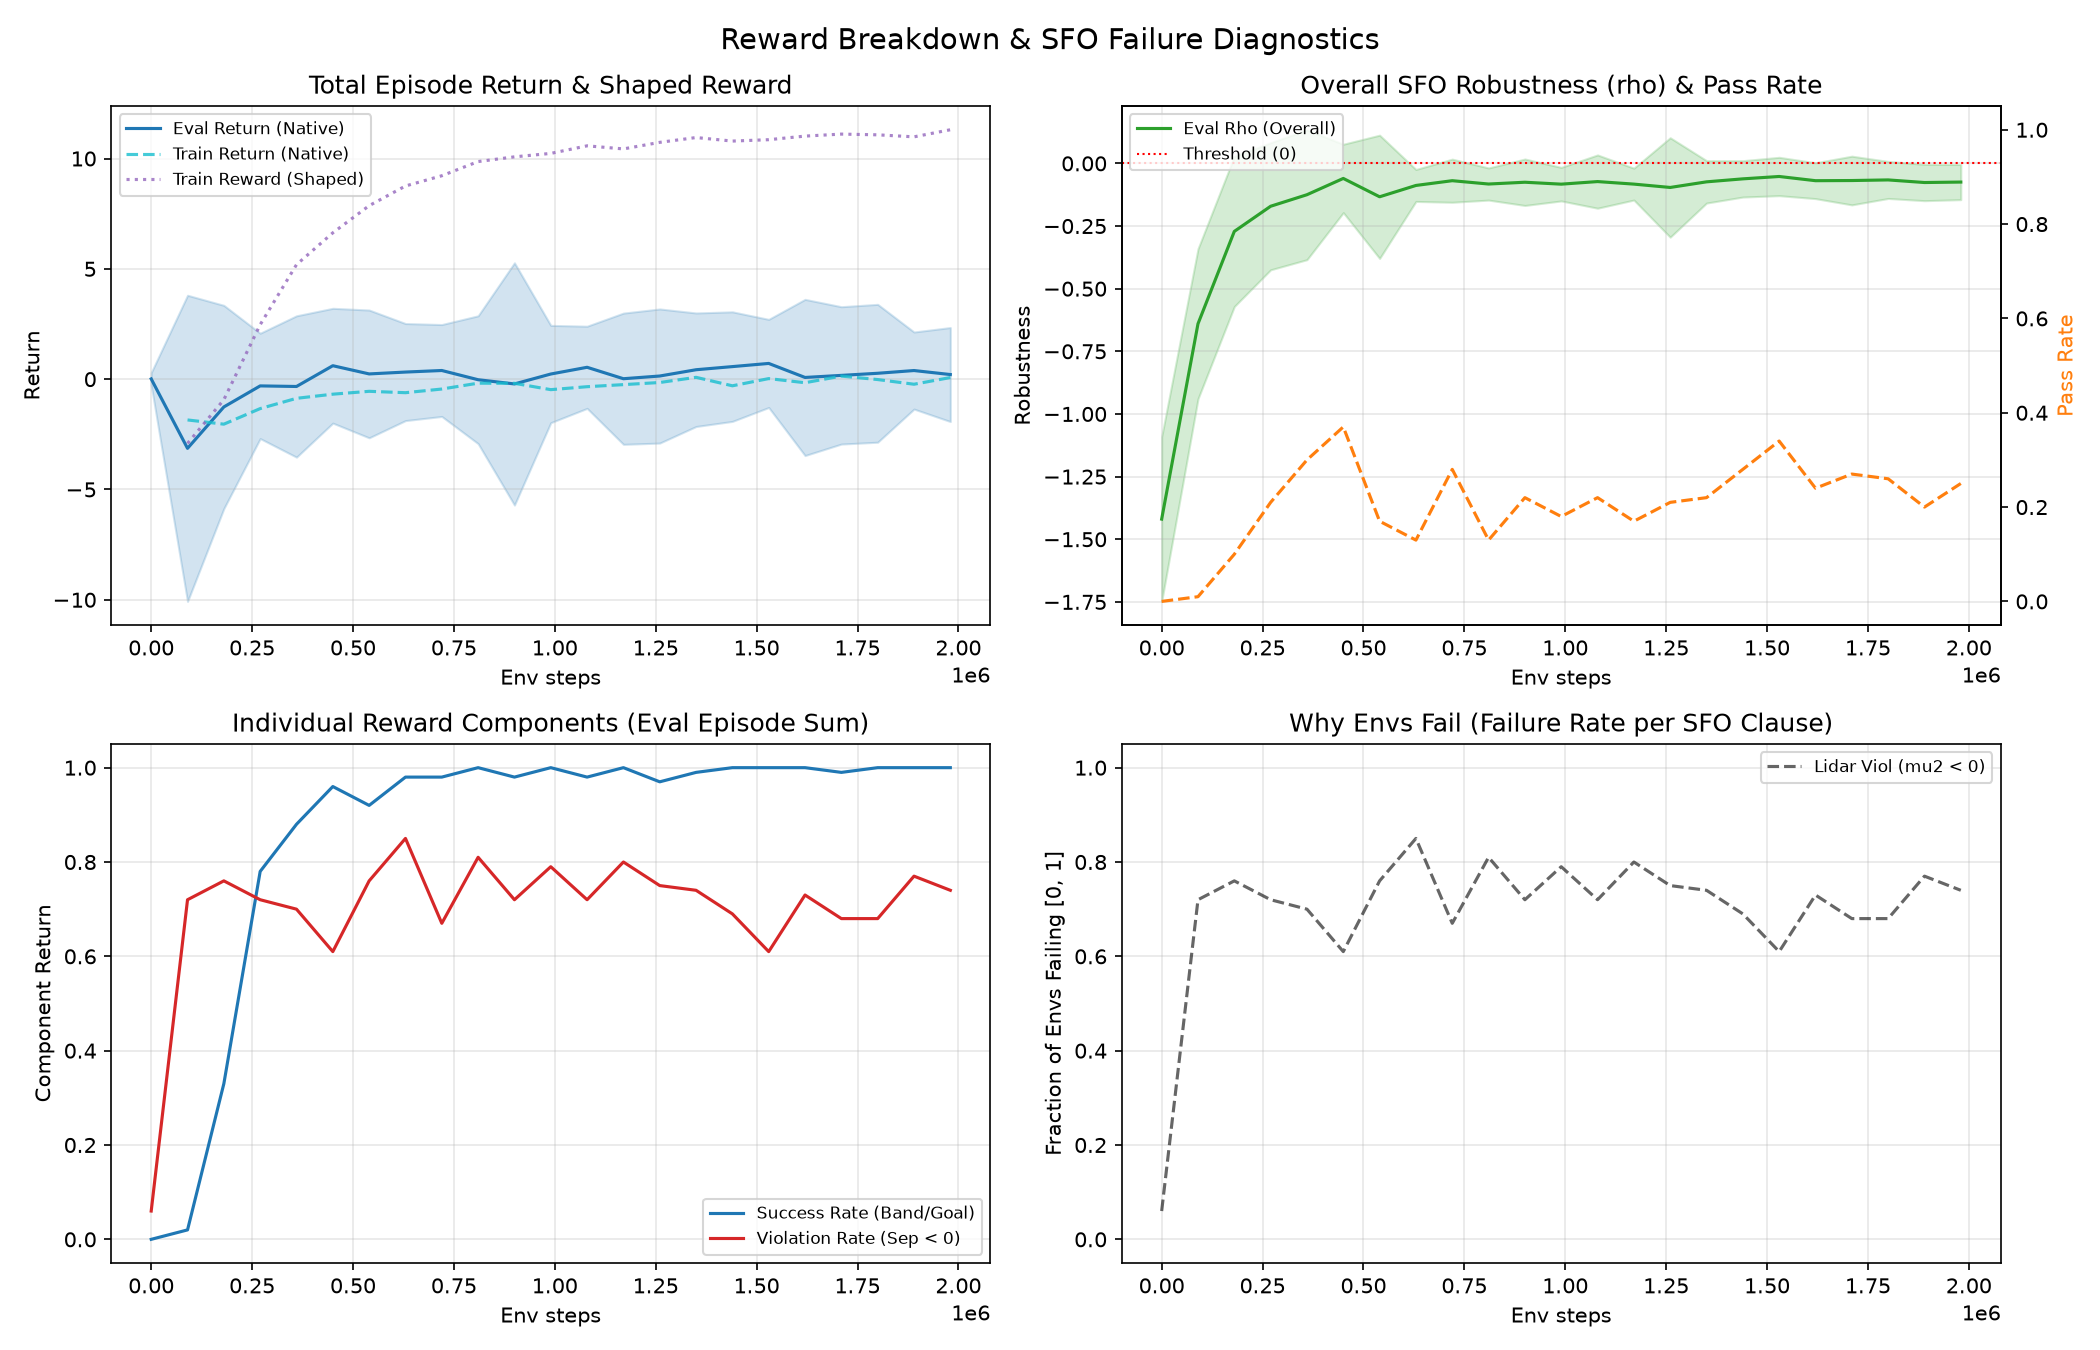 Reward Breakdown & SFO Failure Diagnostics
Total Episode Return & Shaped Reward
Eval Return (Native)
Train Return (Native)
Train Reward (Shaped)
10
5
0
−5
−10
Return
0.00 0.25 0.50 0.75 1.00 1.25 1.50 1.75 2.00
1e6
Env steps
Overall SFO Robustness (rho) & Pass Rate
Eval Rho (Overall)
Threshold (0)
0.00
−0.25
−0.50
−0.75
−1.00
−1.25
−1.50
−1.75
Robustness
1.0
0.8
0.6
0.4
0.2
0.0
Pass Rate
0.00 0.25 0.50 0.75 1.00 1.25 1.50 1.75 2.00
1e6
Env steps
Individual Reward Components (Eval Episode Sum)
1.0
0.8
0.6
0.4
0.2
0.0
Component Return
Success Rate (Band/Goal)
Violation Rate (Sep < 0)
0.00 0.25 0.50 0.75 1.00 1.25 1.50 1.75 2.00
1e6
Env steps
Why Envs Fail (Failure Rate per SFO Clause)
Lidar Viol (mu2 < 0)
1.0
0.8
0.6
0.4
0.2
0.0
Fraction of Envs Failing [0, 1]
0.00 0.25 0.50 0.75 1.00 1.25 1.50 1.75 2.00
1e6
Env steps